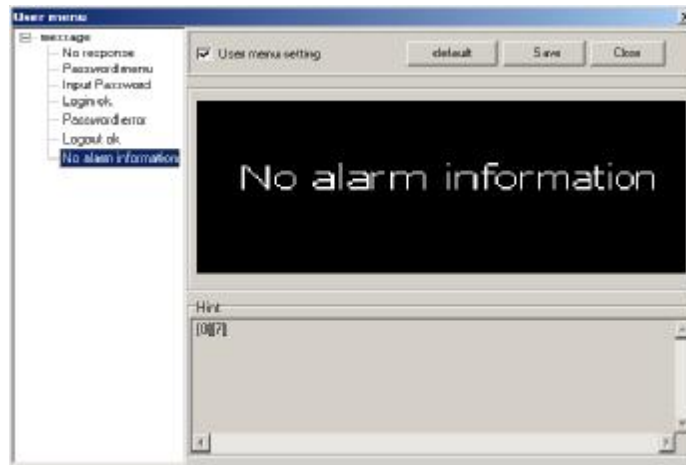 User menu
message
No response
Password menu
Input Password
Login ok
Password error
Logout ok
No alarm information
User menu setting
default
Save
Close
No alarm information
Hint
[0][7]